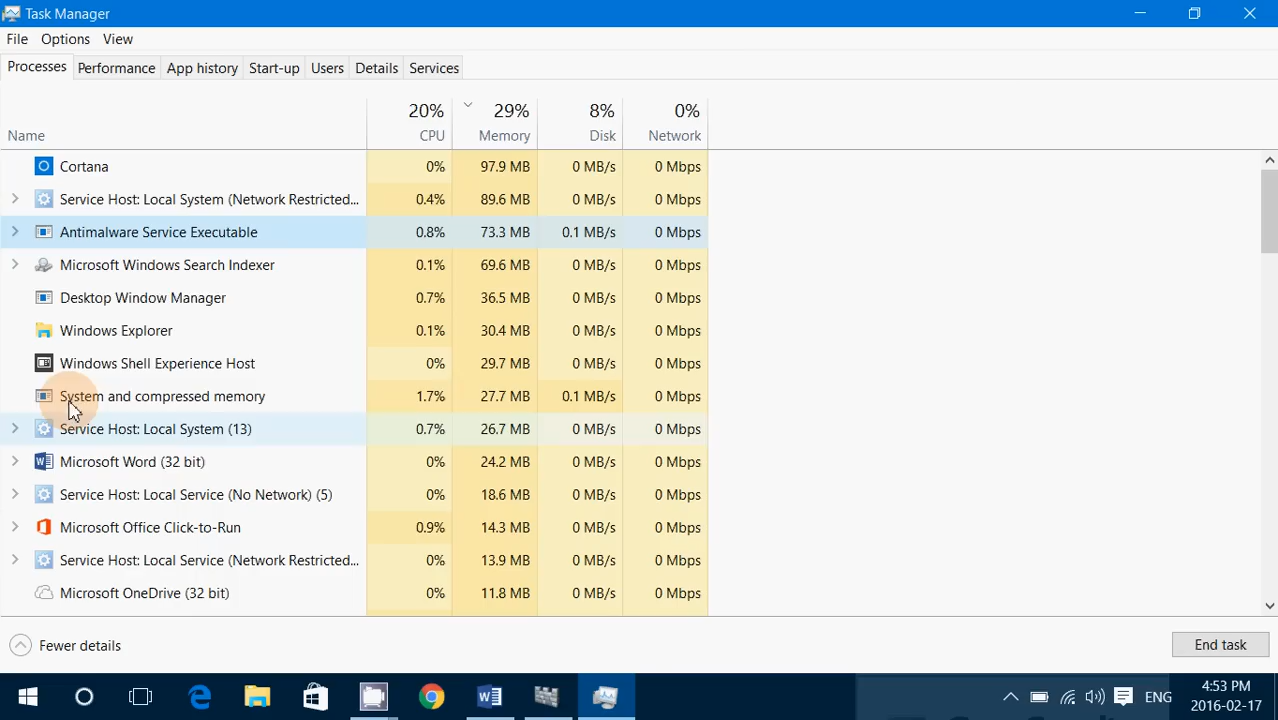 Task Manager
File Options View
Processes Performance App history Start-up Users Details Services
20% 29% 8% 0%
Name CPU Memory Disk Network
Cortana 0% 97.9 MB 0 MB/s 0 Mbps
Service Host: Local System (Network Restricted... 0.4% 89.6 MB 0 MB/s 0 Mbps
Antimalware Service Executable 0.8% 73.3 MB 0.1 MB/s 0 Mbps
Microsoft Windows Search Indexer 0.1% 69.6 MB 0 MB/s 0 Mbps
Desktop Window Manager 0.7% 36.5 MB 0 MB/s 0 Mbps
Windows Explorer 0.1% 30.4 MB 0 MB/s 0 Mbps
Windows Shell Experience Host 0% 29.7 MB 0 MB/s 0 Mbps
System and compressed memory 1.7% 27.7 MB 0.1 MB/s 0 Mbps
Service Host: Local System (13) 0.7% 26.7 MB 0 MB/s 0 Mbps
Microsoft Word (32 bit) 0% 24.2 MB 0 MB/s 0 Mbps
Service Host: Local Service (No Network) (5) 0% 18.6 MB 0 MB/s 0 Mbps
Microsoft Office Click-to-Run 0.9% 14.3 MB 0 MB/s 0 Mbps
Service Host: Local Service (Network Restricted... 0% 13.9 MB 0 MB/s 0 Mbps
Microsoft OneDrive (32 bit) 0% 11.8 MB 0 MB/s 0 Mbps
Fewer details End task
ENG 4:53 PM
2016-02-17